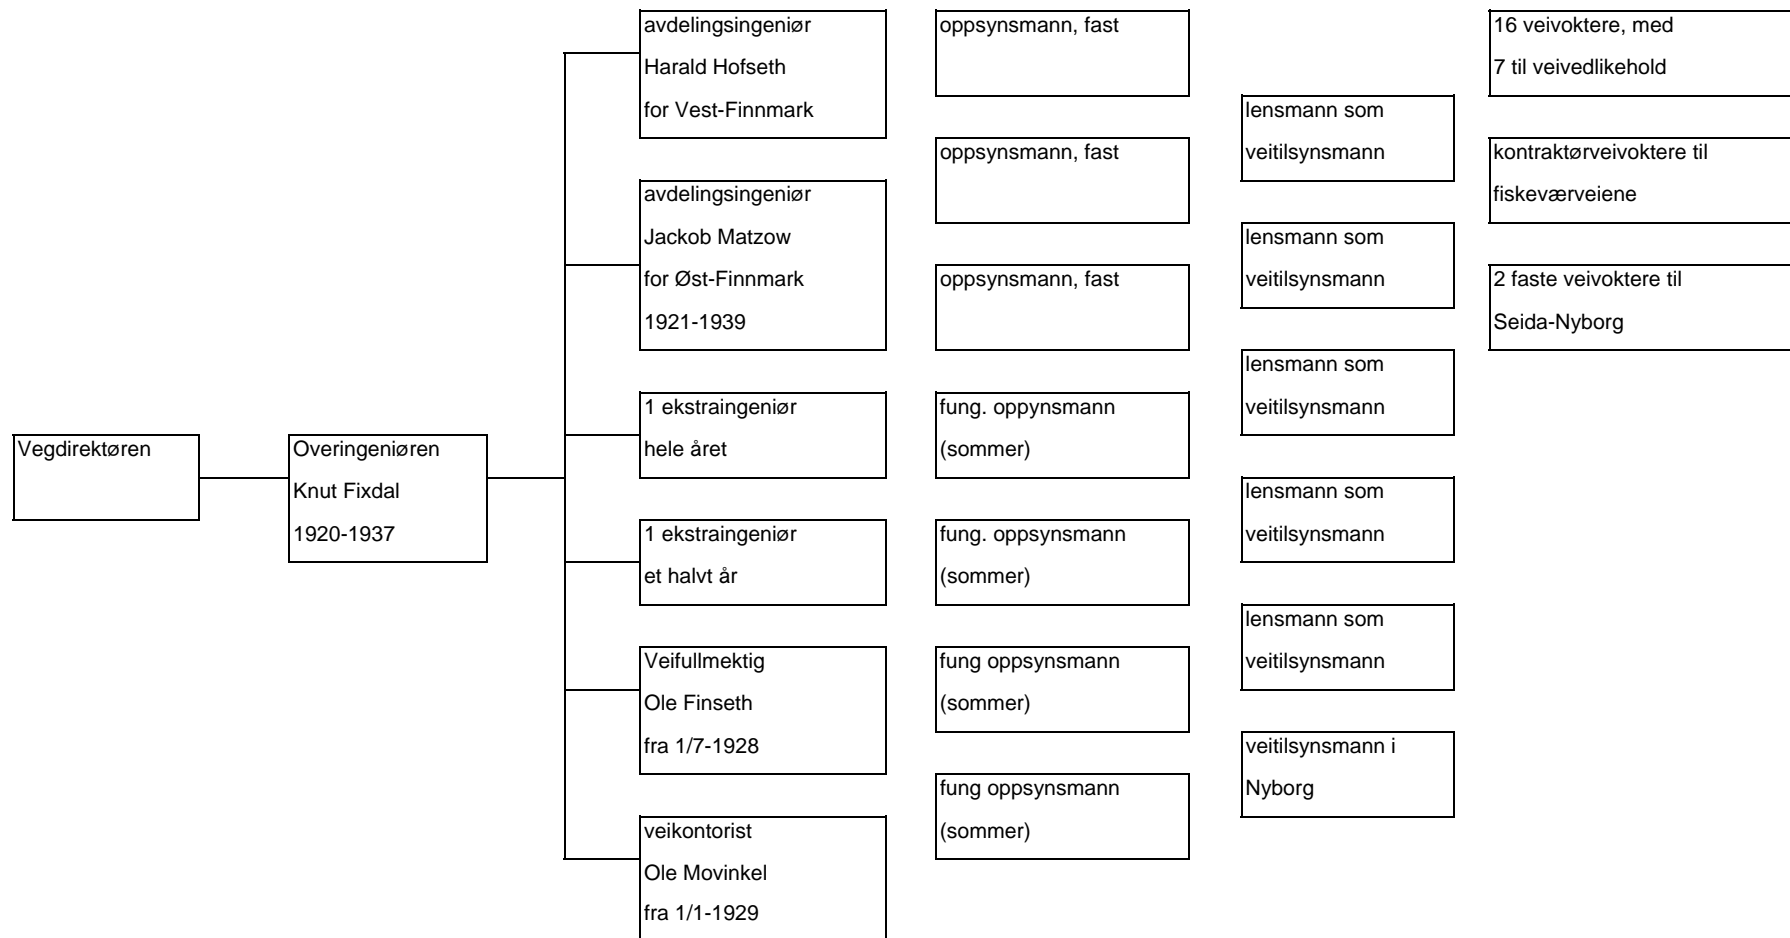 Vegdirektøren
Overingeniøren
Knut Fixdal
1920-1937
avdelingsingeniør
Harald Hofseth
for Vest-Finnmark
avdelingsingeniør
Jackob Matzow
for Øst-Finnmark
1921-1939
1 ekstraingeniør
hele året
1 ekstraingeniør
et halvt år
Veifullmektig
Ole Finseth
fra 1/7-1928
veikontorist
Ole Movinkel
fra 1/1-1929
oppsynsmann, fast
oppsynsmann, fast
oppsynsmann, fast
fung. oppynsmann
(sommer)
fung. oppsynsmann
(sommer)
fung oppsynsmann
(sommer)
fung oppsynsmann
(sommer)
lensmann som
veitilsynsmann
lensmann som
veitilsynsmann
lensmann som
veitilsynsmann
lensmann som
veitilsynsmann
lensmann som
veitilsynsmann
veitilsynsmann i
Nyborg
16 veivoktere, med
7 til veivedlikehold
kontraktørveivoktere til
fiskeværveiene
2 faste veivoktere til
Seida-Nyborg